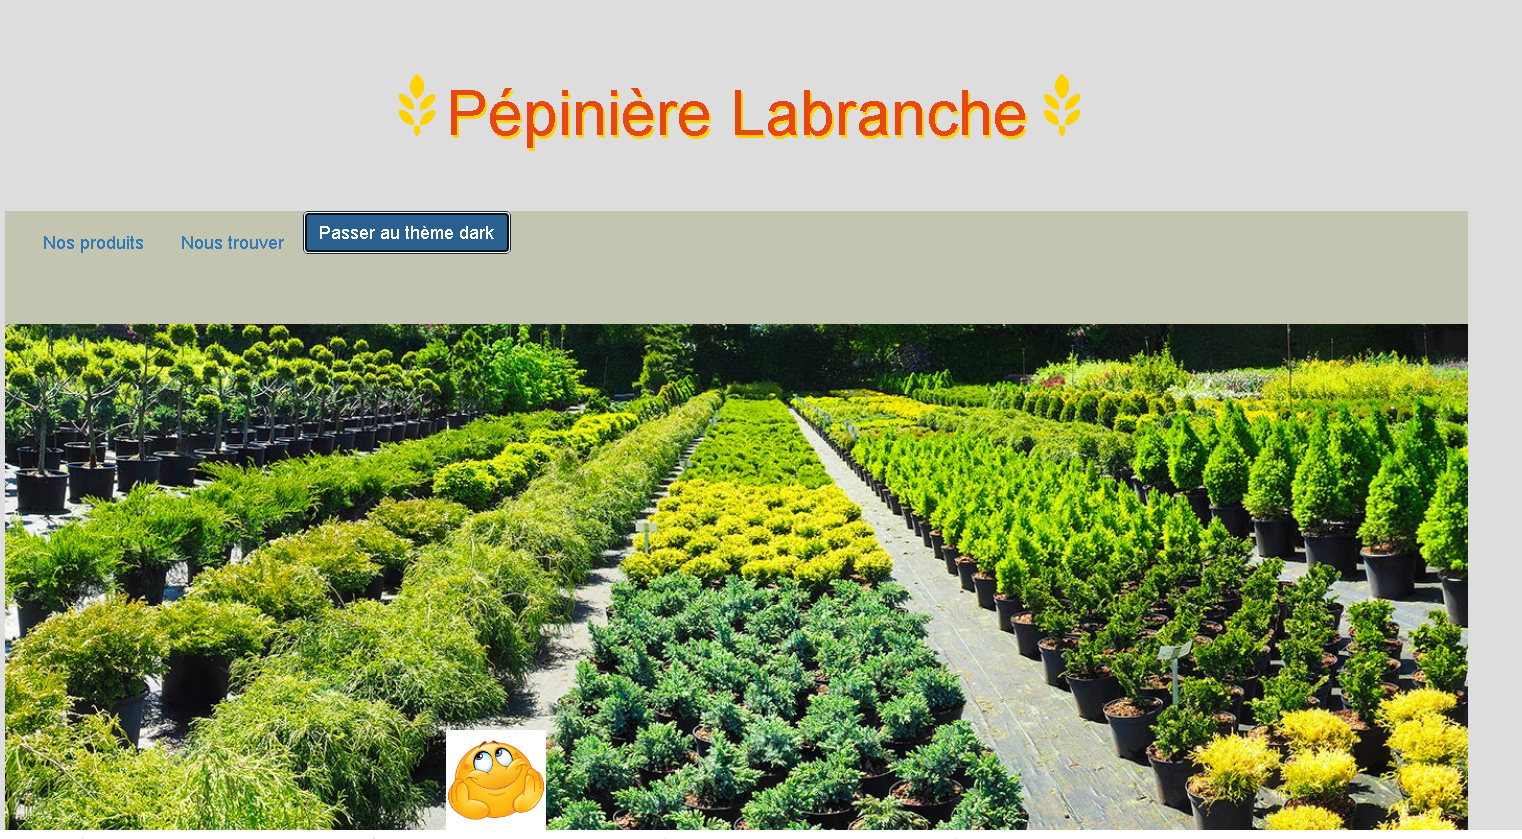 Pépinière Labranche
Nos produits Nous trouver Passer au thème dark